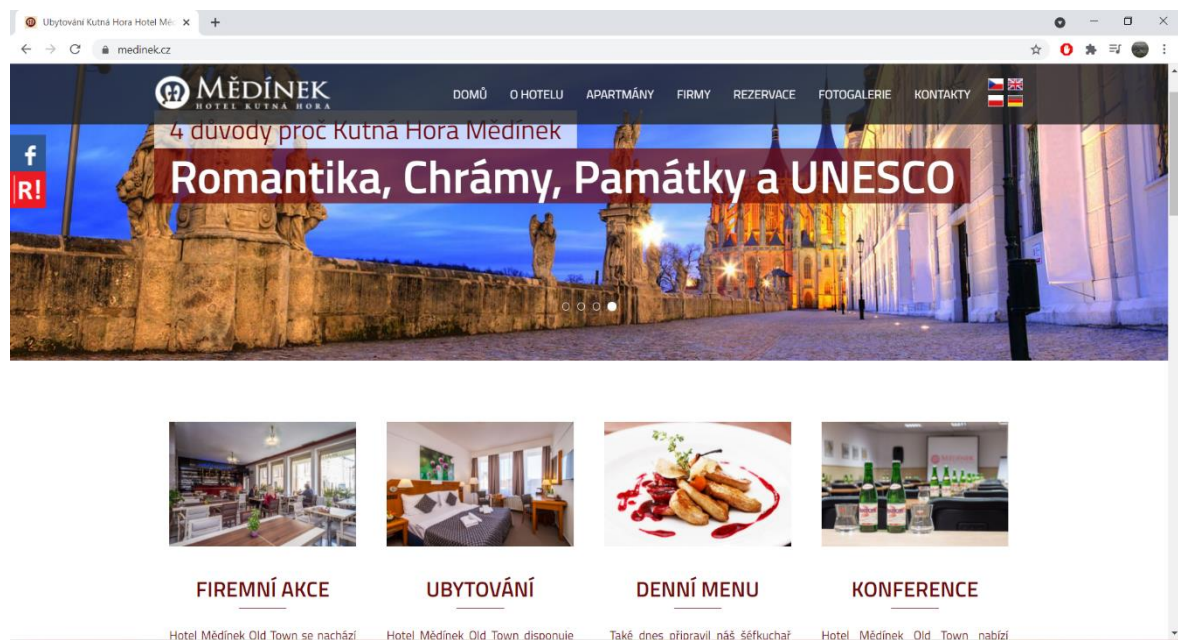 Ubytování Kutná Hora Hotel Měd
medinek.cz
MĚDÍNEK
HOTEL KUTNÁ HORA
DOMŮ O HOTELU APARTMÁNY FIRMY REZERVACE FOTOGALERIE KONTAKTY
4 důvody proč Kutná Hora Mědínek
Romantika, Chrámy, Památky a UNESCO
f
R!
FIREMNÍ AKCE
UBYTOVÁNÍ
DENNÍ MENU
KONFERENCE
Hotel Mědínek Old Town se nachází
Hotel Mědínek Old Town disponuje
Také dnes připravil náš šéfkuchař
Hotel Mědínek Old Town nabízí